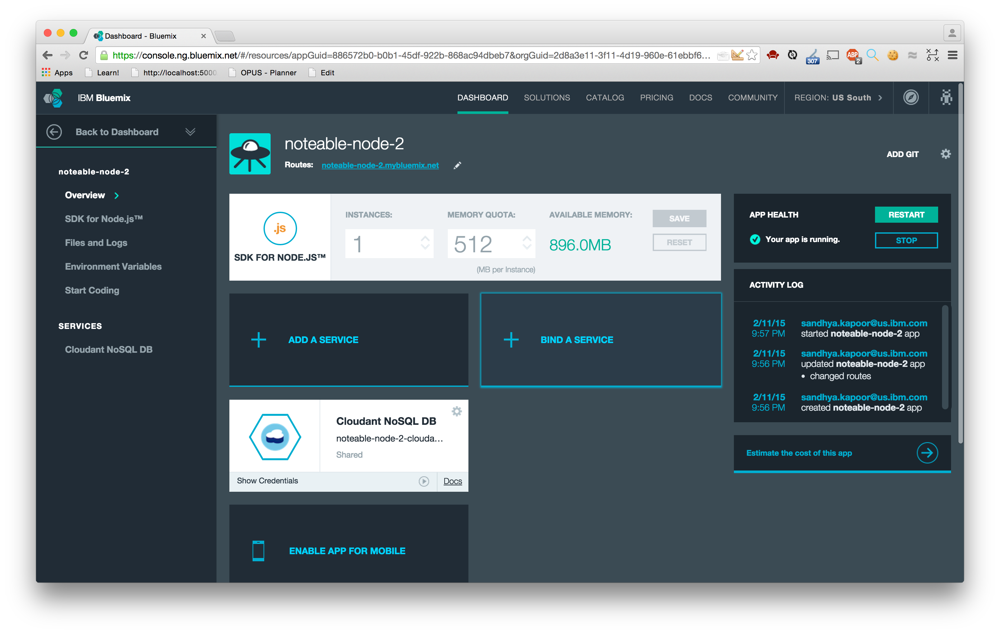 Dashboard - Bluemix
https://console.ng.bluemix.net/#/resources/appGuid=886572b0-b0b1-45df-922b-868ac94dbeb7&orgGuid=2d8a3e11-3f11-4d19-960e-61ebbf6...
307
ABP
2
Apps
Learn!
http://localhost:5000
OPUS - Planner
Edit
IBM Bluemix
DASHBOARD
SOLUTIONS
CATALOG
PRICING
DOCS
COMMUNITY
REGION: US South
Back to Dashboard
noteable-node-2
Overview
SDK for Node.js™
Files and Logs
Environment Variables
Start Coding
SERVICES
Cloudant NoSQL DB
noteable-node-2
Routes: noteable-node-2.mybluemix.net
ADD GIT
.js
SDK FOR NODE.JS™
INSTANCES:
1
MEMORY QUOTA:
512
(MB per Instance)
AVAILABLE MEMORY:
896.0MB
SAVE
RESET
ADD A SERVICE
BIND A SERVICE
Cloudant NoSQL DB
noteable-node-2-clouda...
Shared
Show Credentials
Docs
ENABLE APP FOR MOBILE
APP HEALTH
RESTART
Your app is running.
STOP
ACTIVITY LOG
2/11/15 sandhya.kapoor@us.ibm.com
9:57 PM started noteable-node-2 app
2/11/15 sandhya.kapoor@us.ibm.com
9:56 PM updated noteable-node-2 app
• changed routes
2/11/15 sandhya.kapoor@us.ibm.com
9:56 PM created noteable-node-2 app
Estimate the cost of this app